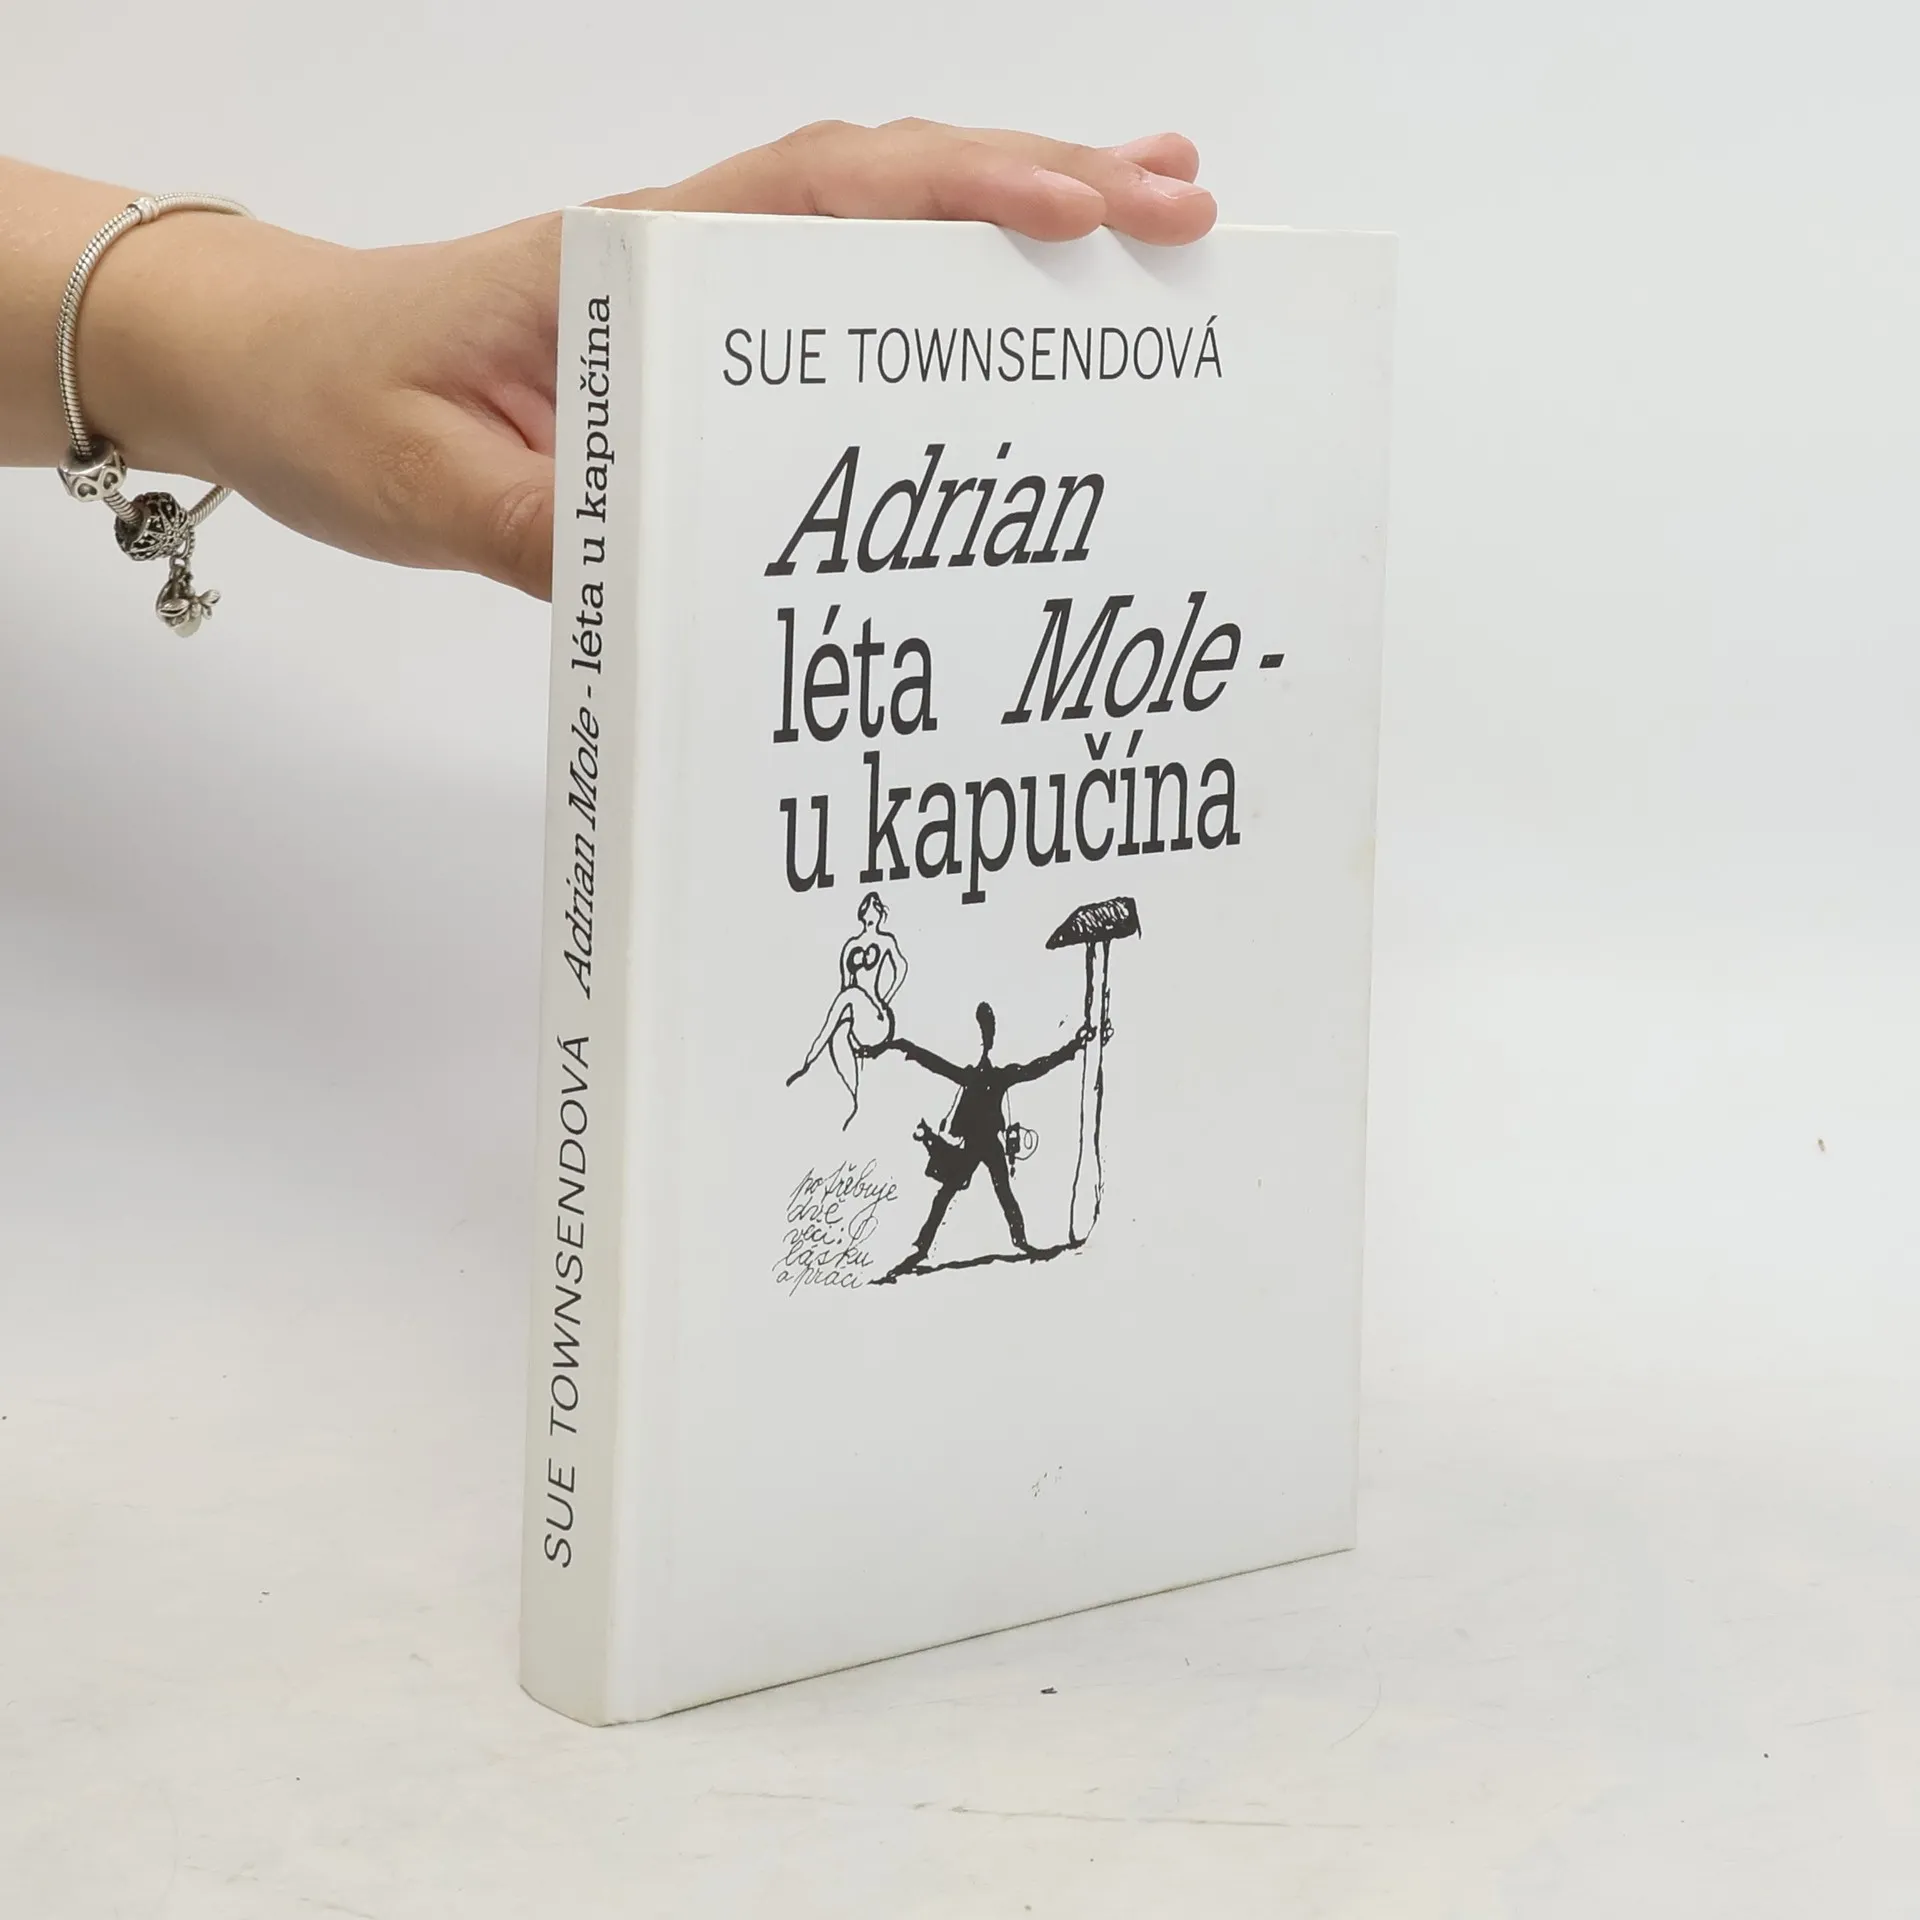 SUE TOWNSENDOVÁ Adrian Mole - léta u kapučína
SUE TOWNSENDOVÁ
Adrian
léta Mole -
u kapučína
potřebuje
dvě
věci:
lásku
a práci